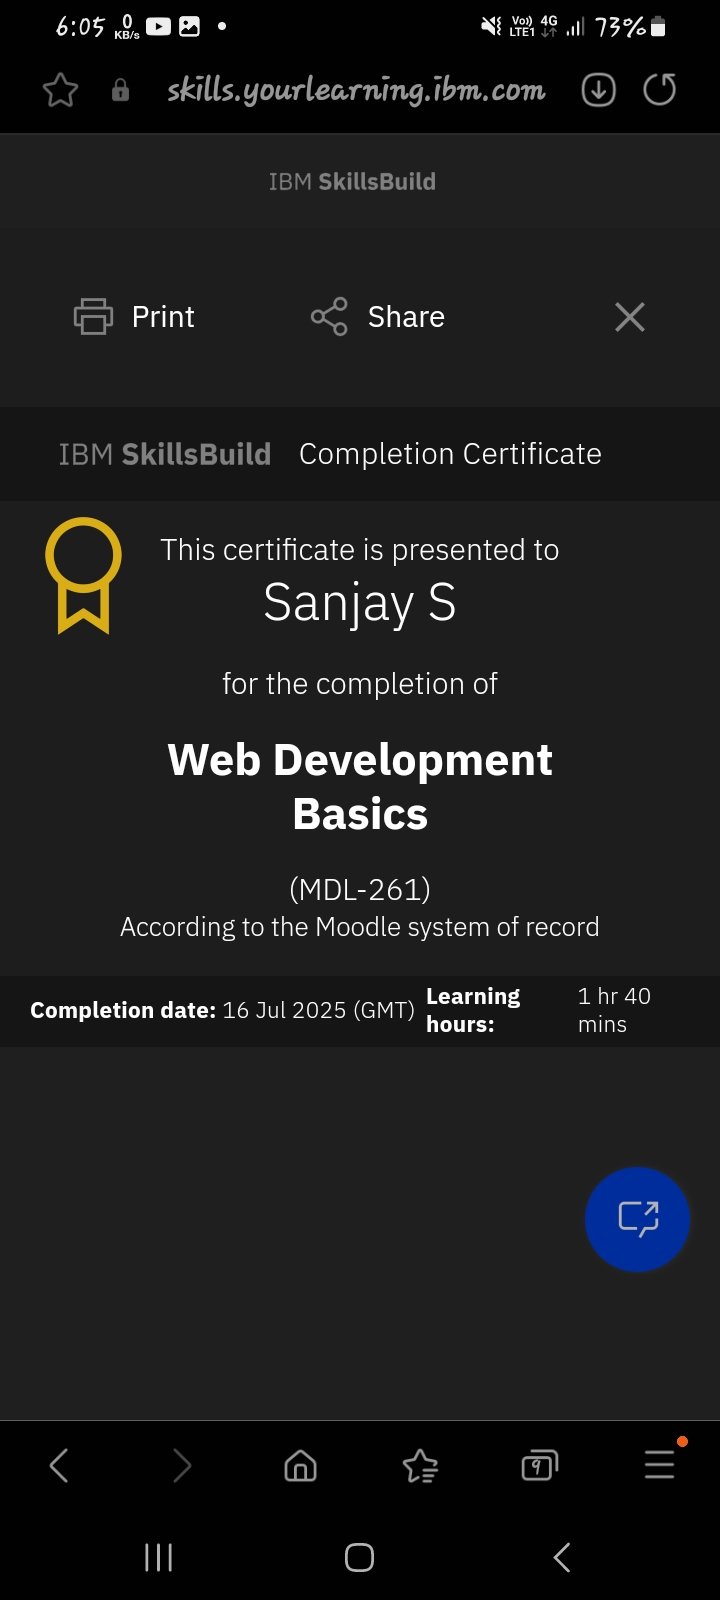 6:05 0 KB/s Vo)) LTE1 4G 73%
skills.yourlearning.ibm.com
IBM SkillsBuild
Print Share
IBM SkillsBuild Completion Certificate
This certificate is presented to
Sanjay S
for the completion of
Web Development
Basics
(MDL-261)
According to the Moodle system of record
Completion date: 16 Jul 2025 (GMT) Learning hours: 1 hr 40 mins
9